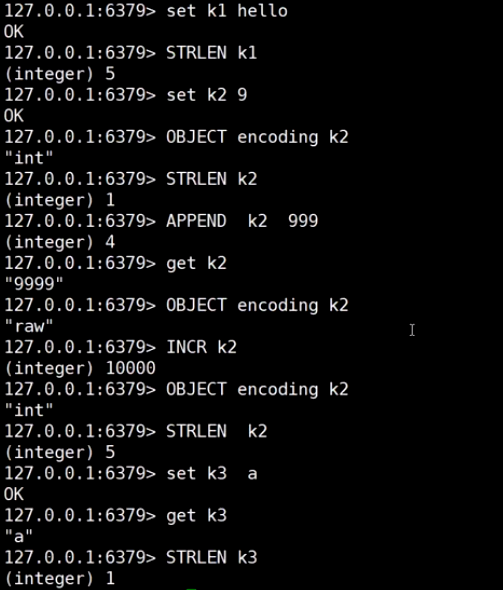 127.0.0.1:6379> set k1 hello
OK
127.0.0.1:6379> STRLEN k1
(integer) 5
127.0.0.1:6379> set k2 9
OK
127.0.0.1:6379> OBJECT encoding k2
"int"
127.0.0.1:6379> STRLEN k2
(integer) 1
127.0.0.1:6379> APPEND  k2  999
(integer) 4
127.0.0.1:6379> get k2
"9999"
127.0.0.1:6379> OBJECT encoding k2
"raw"
127.0.0.1:6379> INCR k2
(integer) 10000
127.0.0.1:6379> OBJECT encoding k2
"int"
127.0.0.1:6379> STRLEN  k2
(integer) 5
127.0.0.1:6379> set k3  a
OK
127.0.0.1:6379> get k3
"a"
127.0.0.1:6379> STRLEN k3
(integer) 1